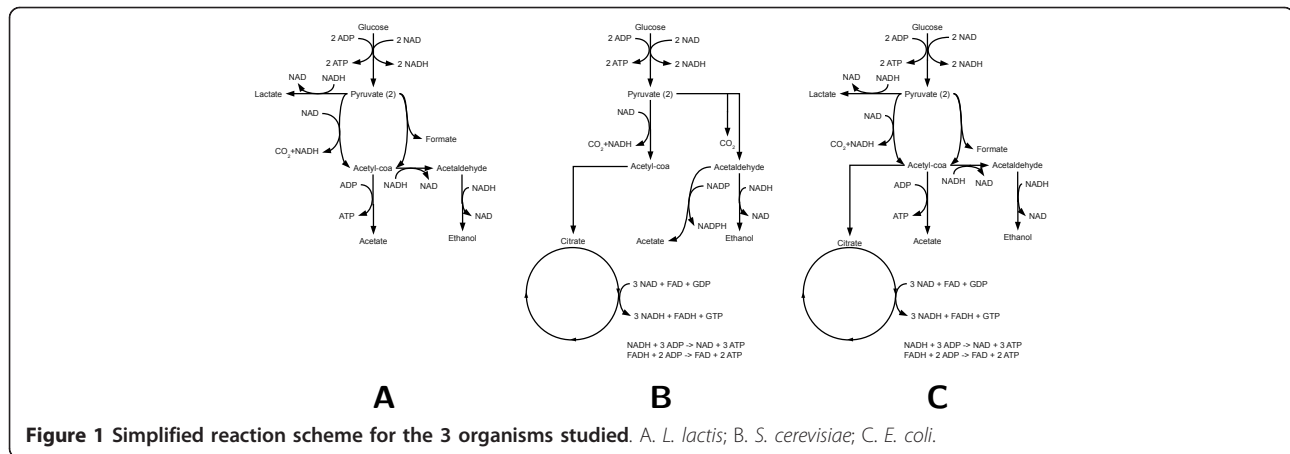 Glucose
2 ADP
2 NAD
2 ATP
2 NADH
NAD
NADH
Lactate
Pyruvate (2)
NAD
CO2+NADH
Formate
Acetyl-coa
Acetaldehyde
ADP
NADH
NAD
NADH
ATP
NAD
Acetate
Ethanol
A
Glucose
2 ADP
2 NAD
2 ATP
2 NADH
Pyruvate (2)
NAD
CO2+NADH
CO2
Acetyl-coa
Acetaldehyde
NADP
NADH
NADPH
NAD
Citrate
Acetate
Ethanol
3 NAD + FAD + GDP
3 NADH + FADH + GTP
NADH + 3 ADP -> NAD + 3 ATP
FADH + 2 ADP -> FAD + 2 ATP
B
Glucose
2 ADP
2 NAD
2 ATP
2 NADH
NAD
NADH
Lactate
Pyruvate (2)
NAD
CO2+NADH
Formate
Acetyl-coa
Acetaldehyde
ADP
NADH
NAD
NADH
ATP
NAD
Citrate
Acetate
Ethanol
3 NAD + FAD + GDP
3 NADH + FADH + GTP
NADH + 3 ADP -> NAD + 3 ATP
FADH + 2 ADP -> FAD + 2 ATP
C
Figure 1 Simplified reaction scheme for the 3 organisms studied. A. L. lactis; B. S. cerevisiae; C. E. coli.